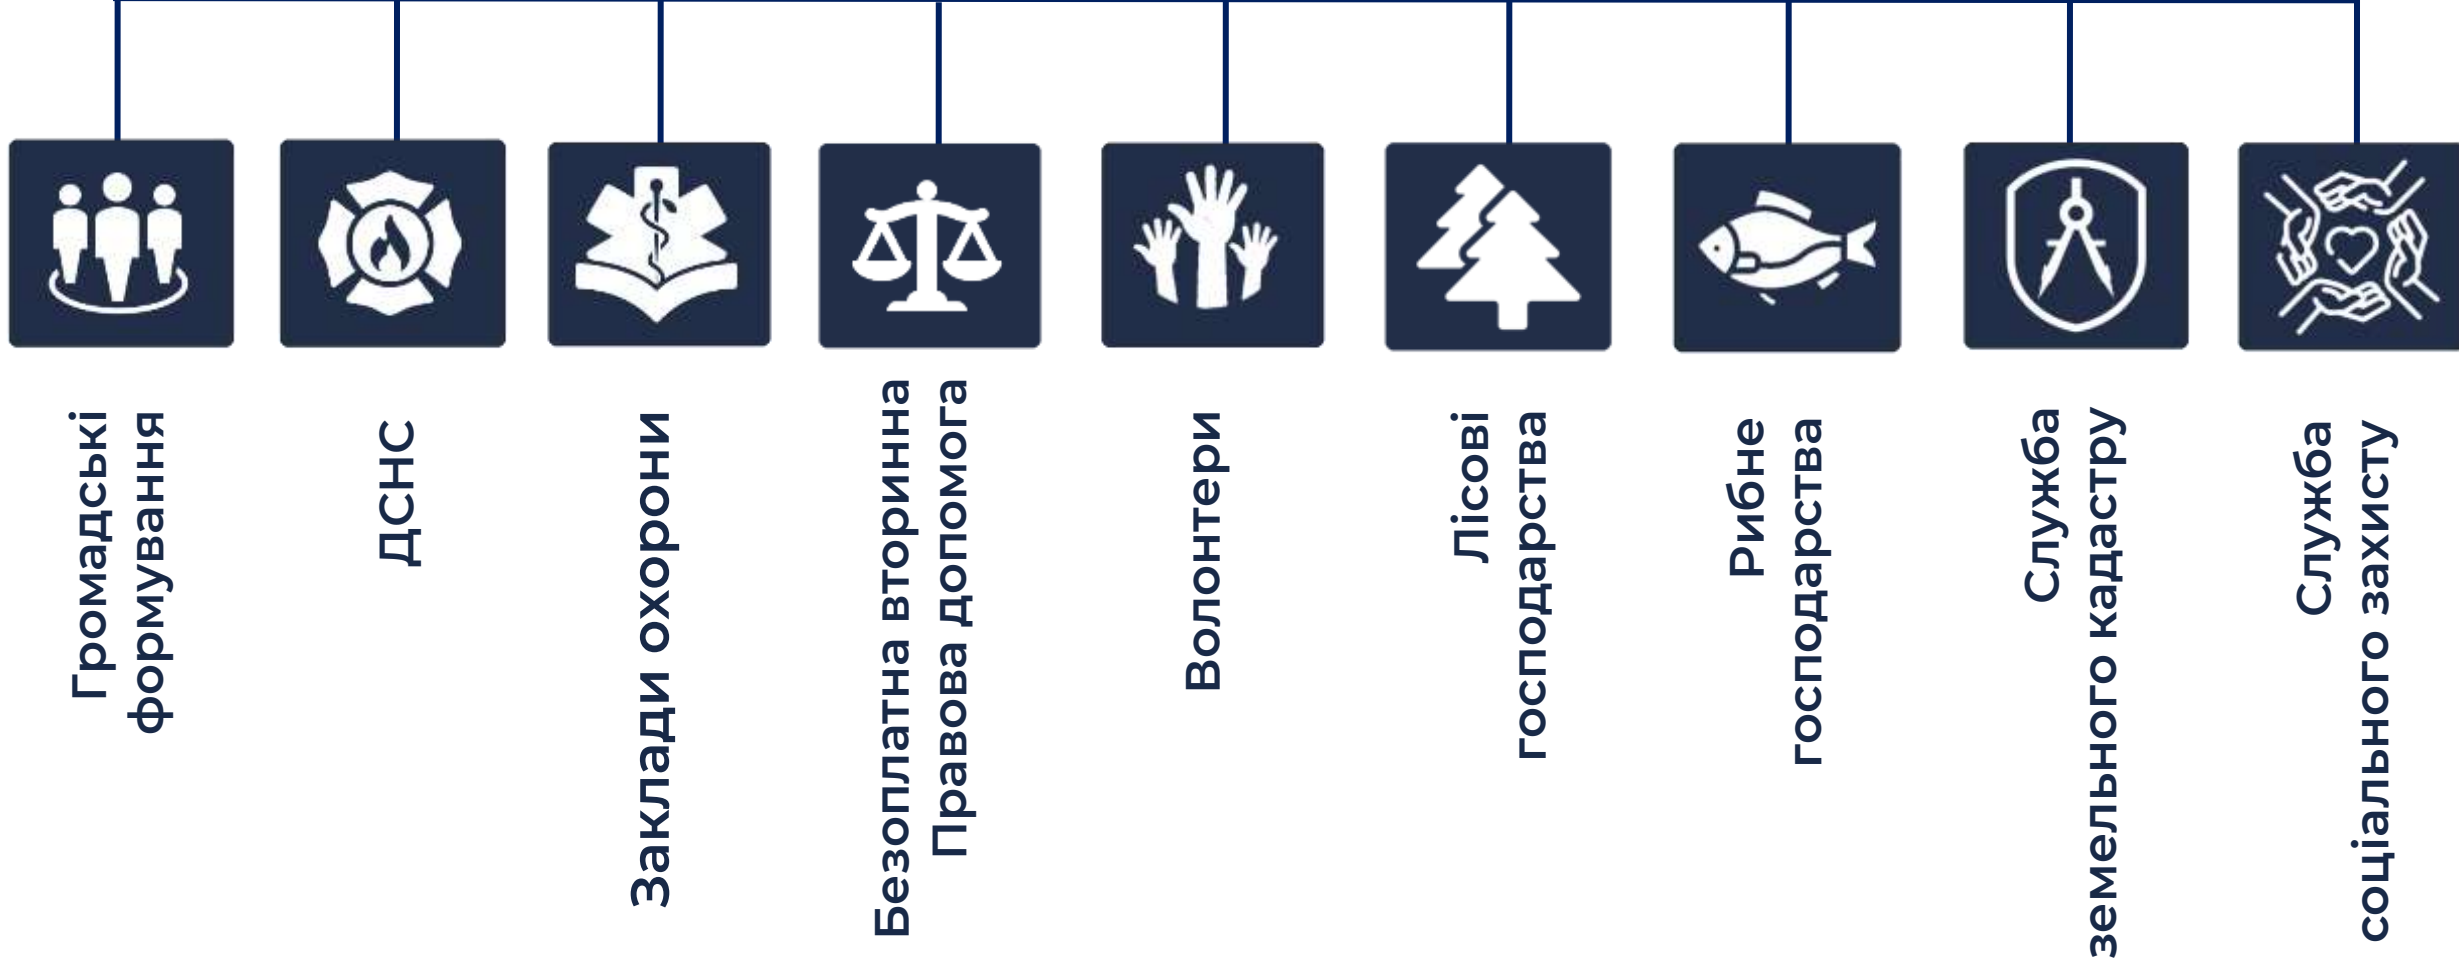 Громадські
формування
ДСНС
Заклади охорони
Безоплатна вторинна
Правова допомога
Волонтери
Лісові
господарства
Рибне
господарства
Служба
земельного кадастру
Служба
соціального захисту